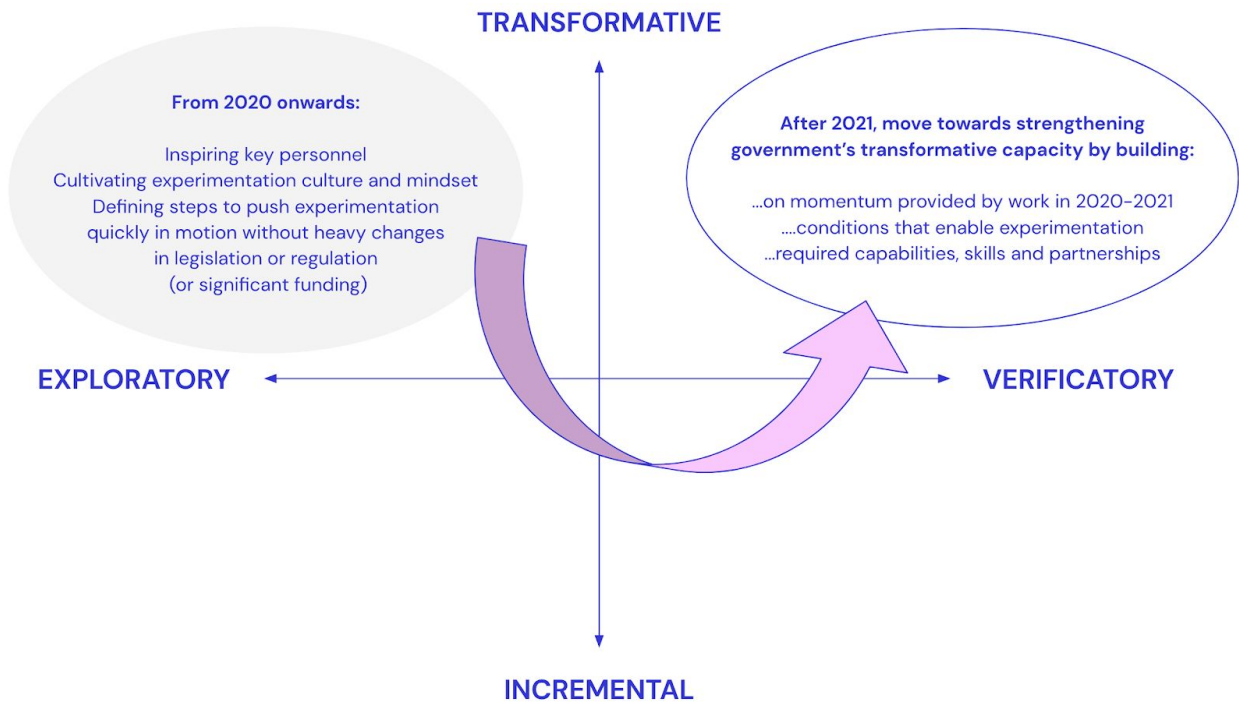 TRANSFORMATIVE
From 2020 onwards:
Inspiring key personnel
Cultivating experimentation culture and mindset
Defining steps to push experimentation
quickly in motion without heavy changes
in legislation or regulation
(or significant funding)
After 2021, move towards strengthening
government's transformative capacity by building:
...on momentum provided by work in 2020-2021
....conditions that enable experimentation
...required capabilities, skills and partnerships
EXPLORATORY
VERIFICATORY
INCREMENTAL